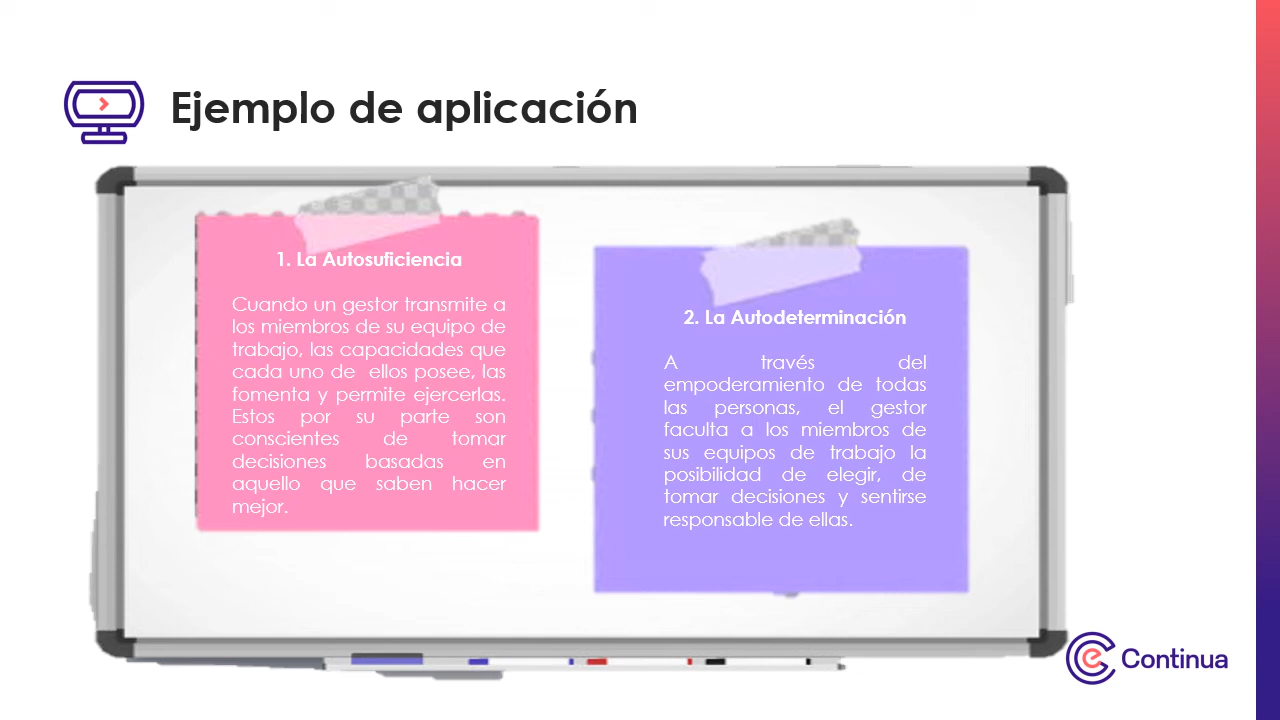 Ejemplo de aplicación
1. La Autosuficiencia
Cuando un gestor transmite a
los miembros de su equipo de
trabajo, las capacidades que
cada uno de ellos posee, las
fomenta y permite ejercerlas.
Estos por su parte son
conscientes de tomar
decisiones basadas en
aquello que saben hacer
mejor.
2. La Autodeterminación
A través del
empoderamiento de todas
las personas, el gestor
faculta a los miembros de
sus equipos de trabajo la
posibilidad de elegir, de
tomar decisiones y sentirse
responsable de ellas.
Continua